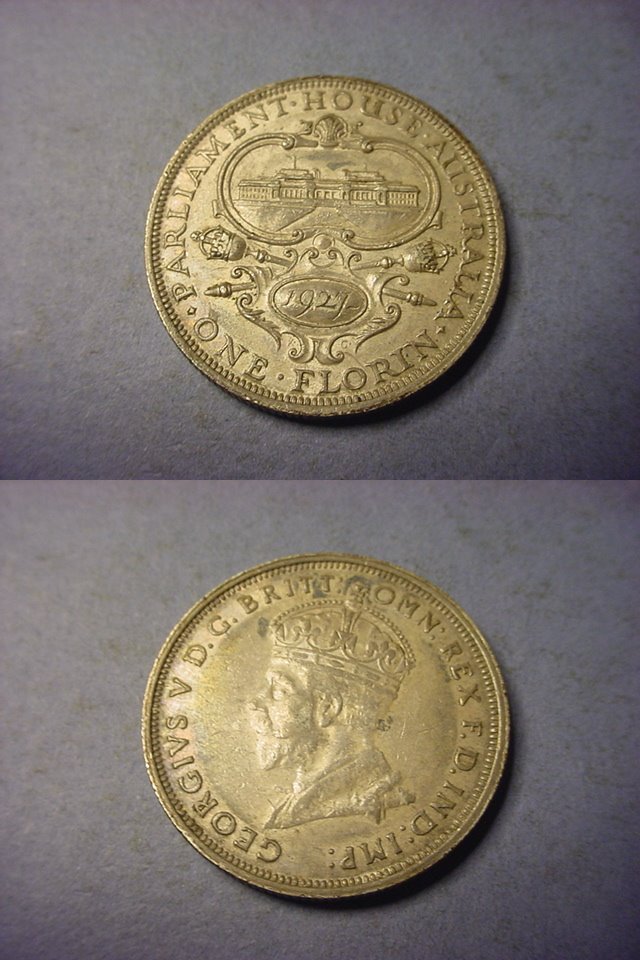 ·PARLIAMENT·HOUSE·AUSTRALIA·
ONE·FLORIN·
1927
GEORGIVS V D.G.BRITT:OMN:REX F.D.IND:IMP: